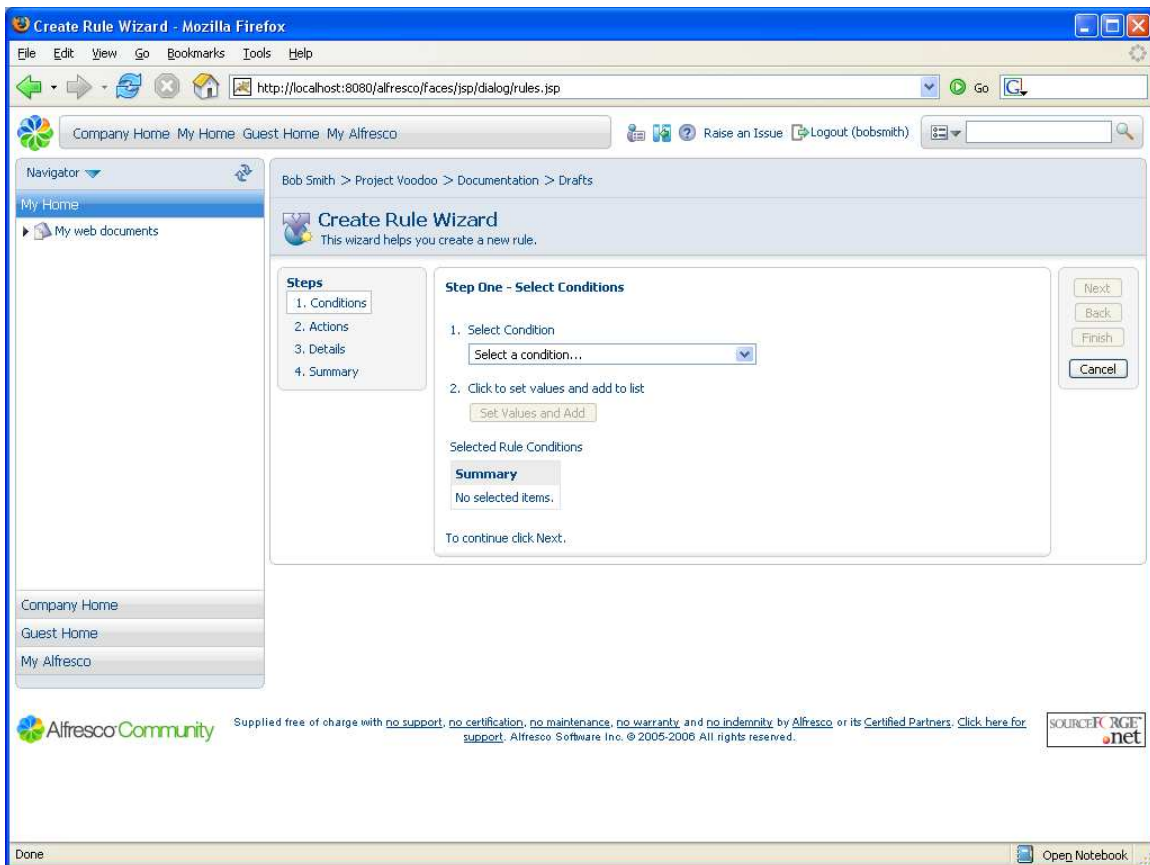 Create Rule Wizard - Mozilla Firefox
File Edit View Go Bookmarks Tools Help
http://localhost:8080/alfresco/faces/jsp/dialog/rules.jsp
Go
G
Company Home My Home Guest Home My Alfresco
Raise an Issue Logout (bobsmith)
Navigator
My Home
My web documents
Company Home
Guest Home
My Alfresco
Bob Smith > Project Voodoo > Documentation > Drafts
Create Rule Wizard
This wizard helps you create a new rule.
Steps
1. Conditions
2. Actions
3. Details
4. Summary
Step One - Select Conditions
1. Select Condition
Select a condition...
2. Click to set values and add to list
Set Values and Add
Selected Rule Conditions
Summary
No selected items.
To continue click Next.
Next
Back
Finish
Cancel
Alfresco Community
Supplied free of charge with no support, no certification, no maintenance, no warranty and no indemnity by Alfresco or its Certified Partners. Click here for
support. Alfresco Software Inc. © 2005-2006 All rights reserved.
SOURCEFORGE
.net
Done
Open Notebook